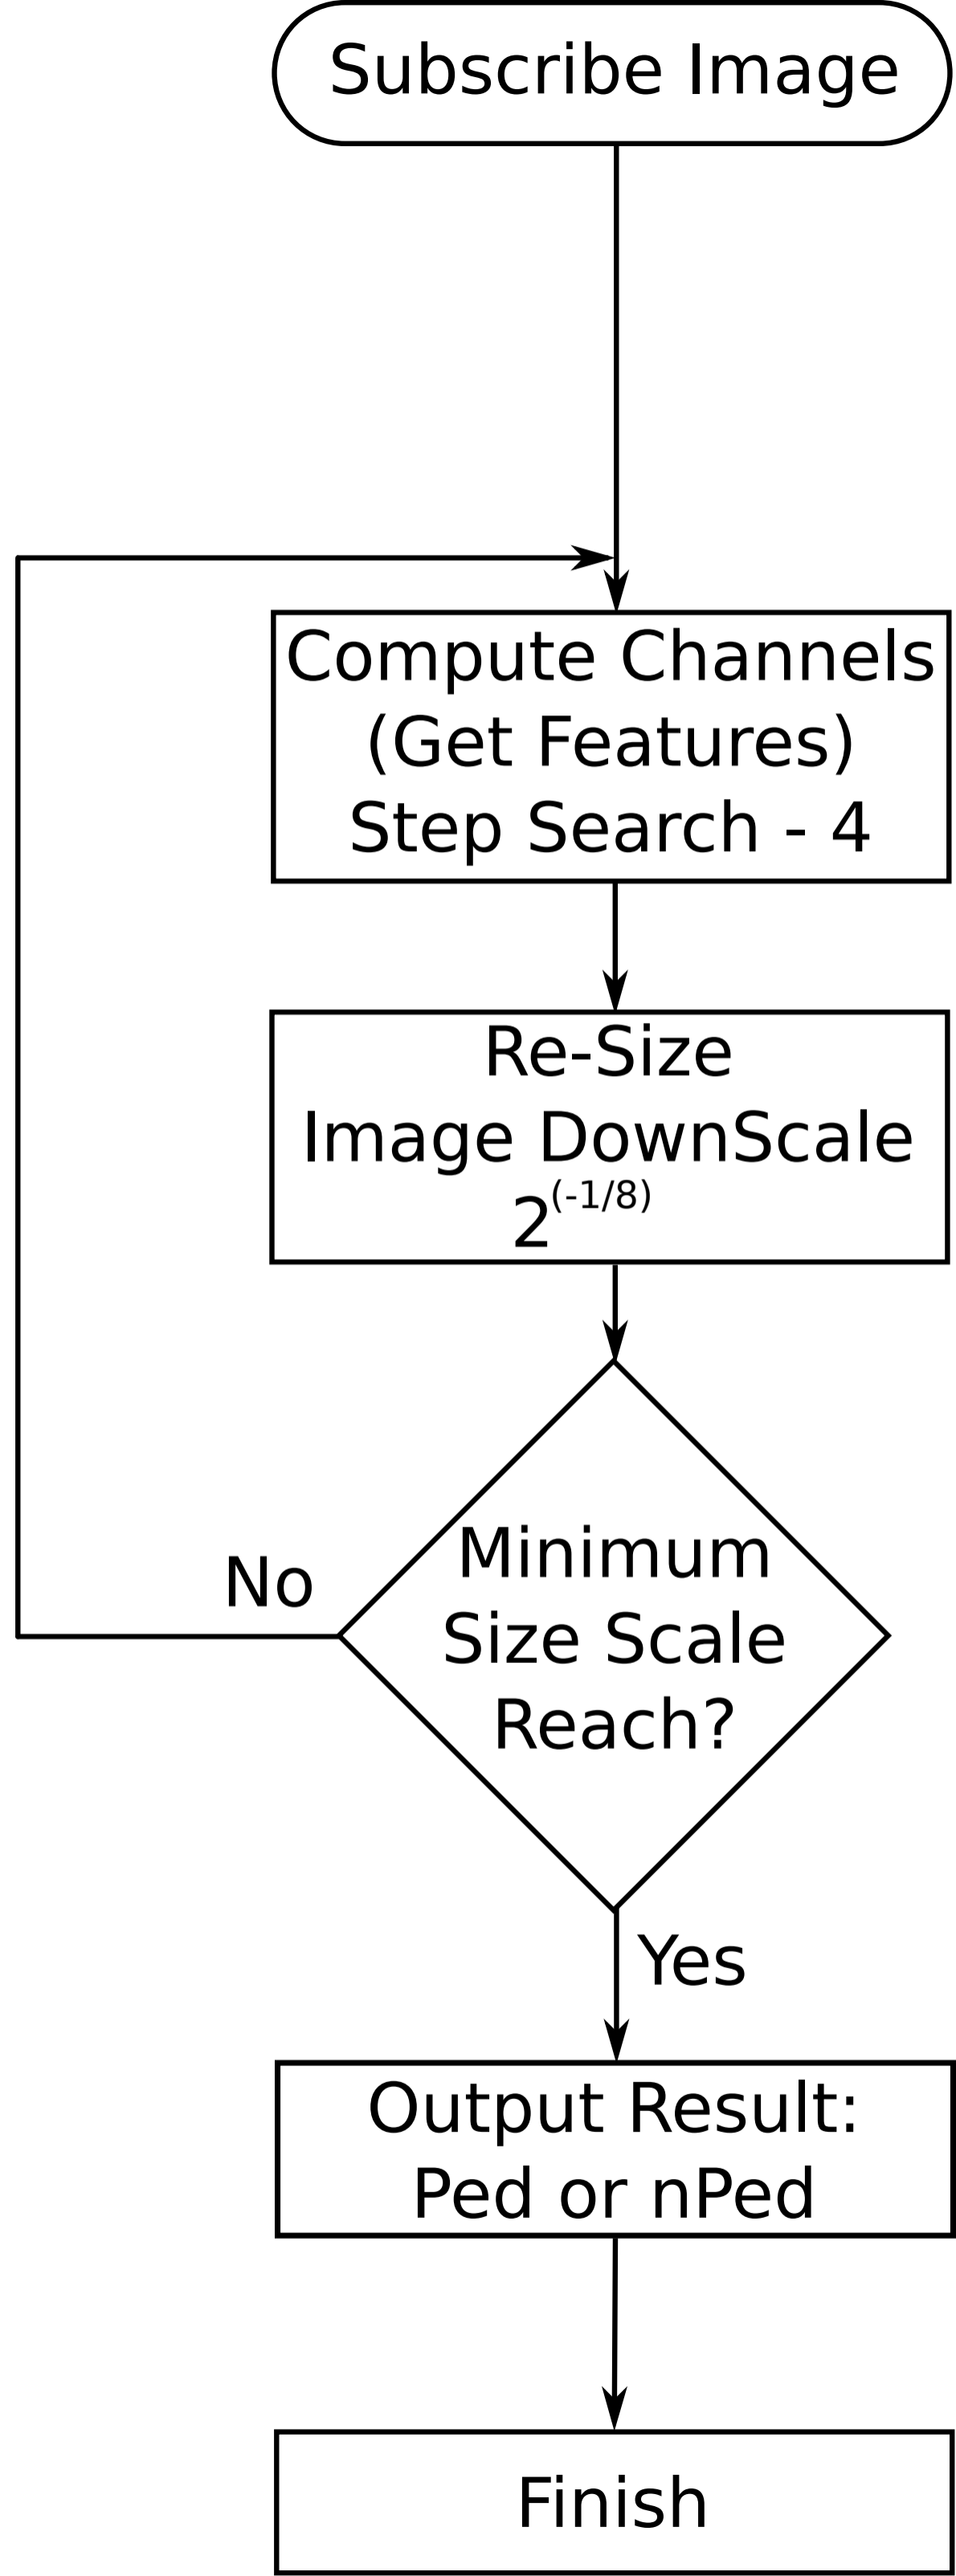 Subscribe Image
Compute Channels
(Get Features)
Step Search - 4
Re-Size
Image DownScale
2^(-1/8)
Minimum
Size Scale
Reach?
No
Yes
Output Result:
Ped or nPed
Finish